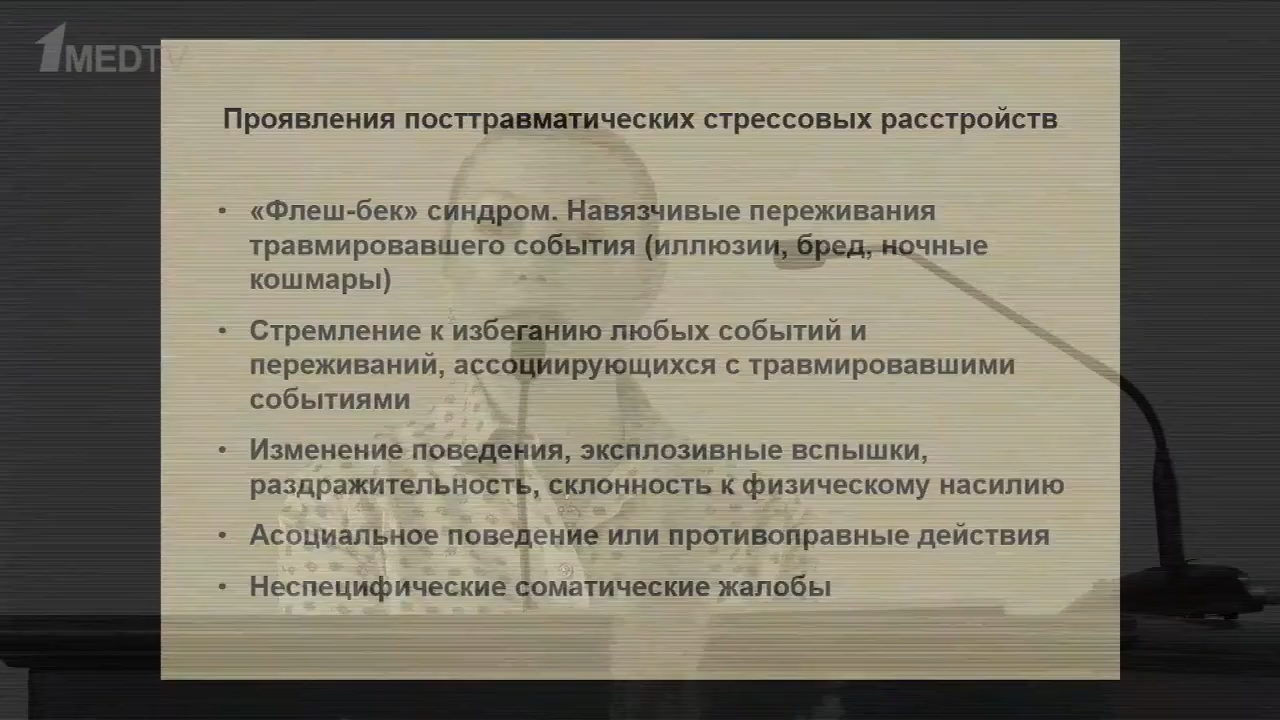 1MEDTV
Проявления посттравматических стрессовых расстройств
• «Флеш-бек» синдром. Навязчивые переживания
травмировавшего события (иллюзии, бред, ночные
кошмары)
• Стремление к избеганию любых событий и
переживаний, ассоциирующихся с травмировавшими
событиями
• Изменение поведения, эксплозивные вспышки,
раздражительность, склонность к физическому насилию
• Асоциальное поведение или противоправные действия
• Неспецифические соматические жалобы